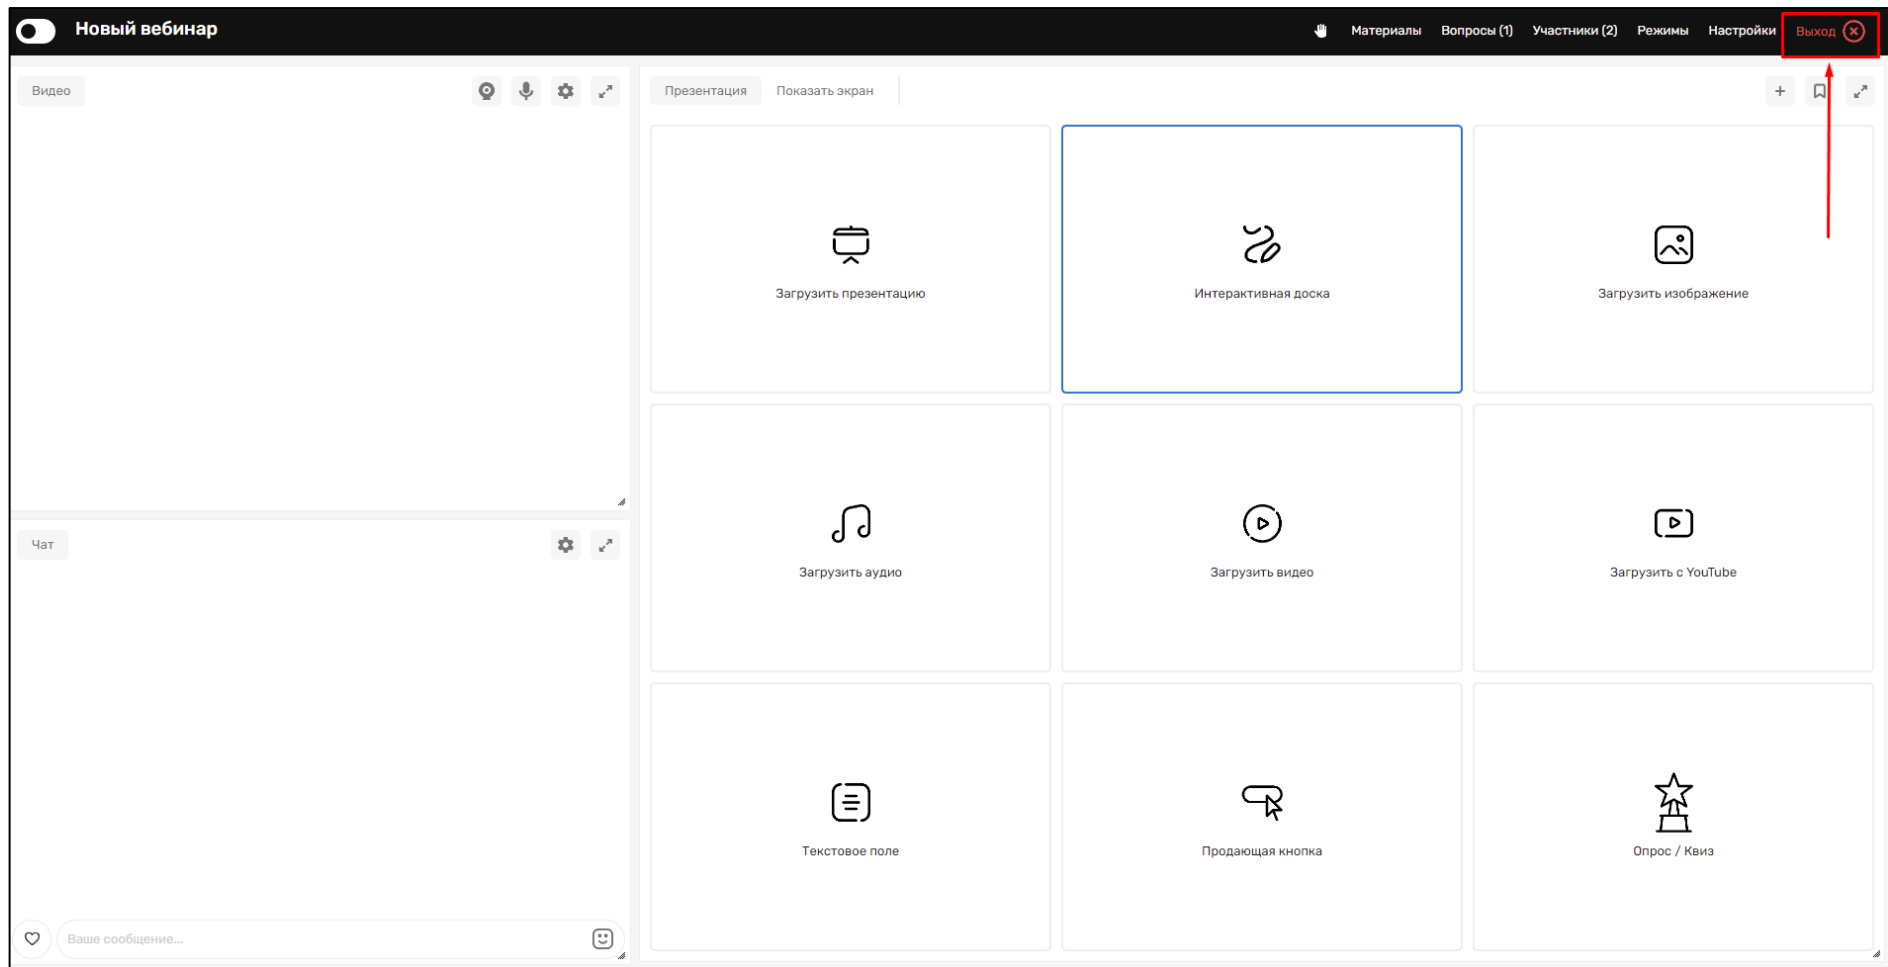 Новый вебинар
Материалы Вопросы (1) Участники (2) Режимы Настройки Выход
Видео
Презентация Показать экран
Загрузить презентацию
Интерактивная доска
Загрузить изображение
Загрузить аудио
Загрузить видео
Загрузить с YouTube
Текстовое поле
Продающая кнопка
Опрос / Квиз
Чат
Ваше сообщение...